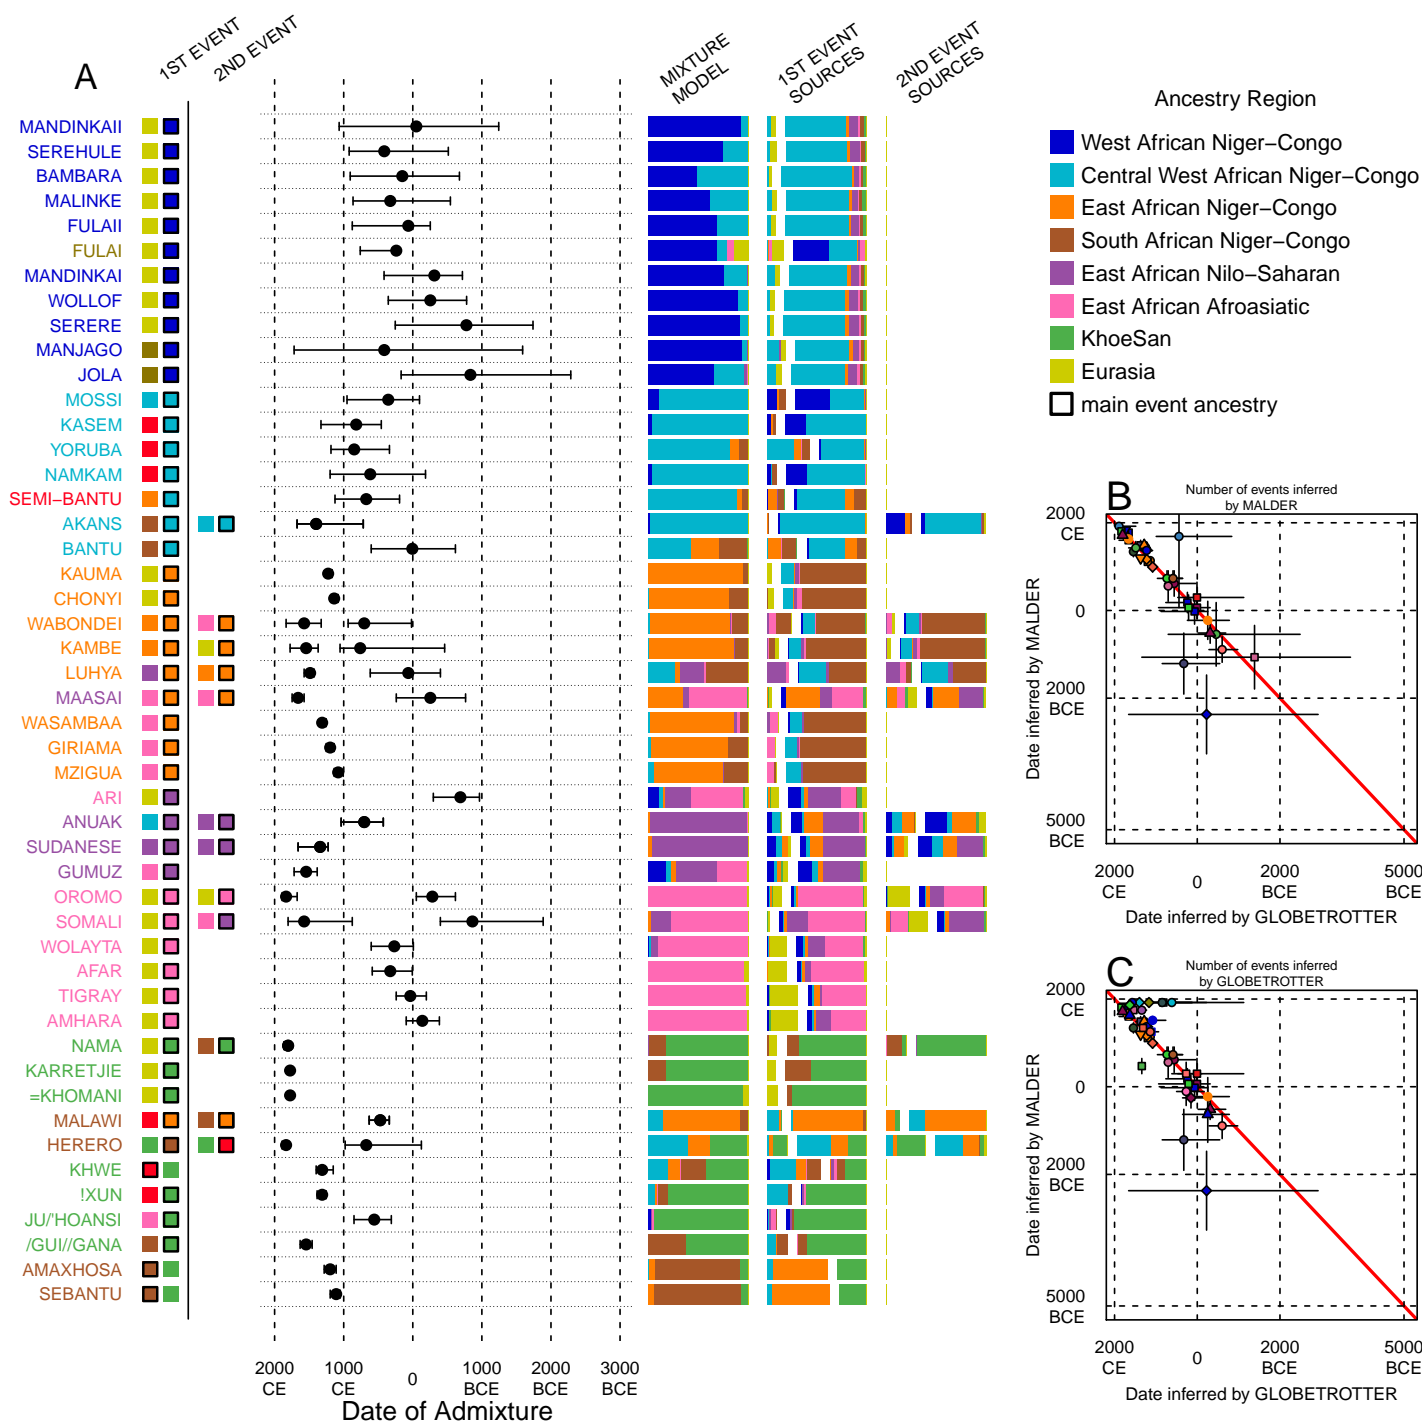 A
1ST EVENT
2ND EVENT
MIXTURE
MODEL
1ST EVENT
SOURCES
2ND EVENT
SOURCES
MANDINKAII
SEREHULE
BAMBARA
MALINKE
FULAII
FULAI
MANDINKAI
WOLLOF
SERERE
MANJAGO
JOLA
MOSSI
KASEM
YORUBA
NAMKAM
SEMI−BANTU
AKANS
BANTU
KAUMA
CHONYI
WABONDEI
KAMBE
LUHYA
MAASAI
WASAMBAA
GIRIAMA
MZIGUA
ARI
ANUAK
SUDANESE
GUMUZ
OROMO
SOMALI
WOLAYTA
AFAR
TIGRAY
AMHARA
NAMA
KARRETJIE
=KHOMANI
MALAWI
HERERO
KHWE
!XUN
JU/'HOANSI
/GUI//GANA
AMAXHOSA
SEBANTU
2000
CE
1000
CE
0
1000
BCE
2000
BCE
3000
BCE
Date of Admixture
Ancestry Region
West African Niger−Congo
Central West African Niger−Congo
East African Niger−Congo
South African Niger−Congo
East African Nilo−Saharan
East African Afroasiatic
KhoeSan
Eurasia
main event ancestry
B
Number of events inferred
by MALDER
Date inferred by MALDER
2000
CE
0
2000
BCE
5000
BCE
2000
CE
0
2000
BCE
5000
BCE
Date inferred by GLOBETROTTER
C
Number of events inferred
by GLOBETROTTER
Date inferred by MALDER
2000
CE
0
2000
BCE
5000
BCE
2000
CE
0
2000
BCE
5000
BCE
Date inferred by GLOBETROTTER